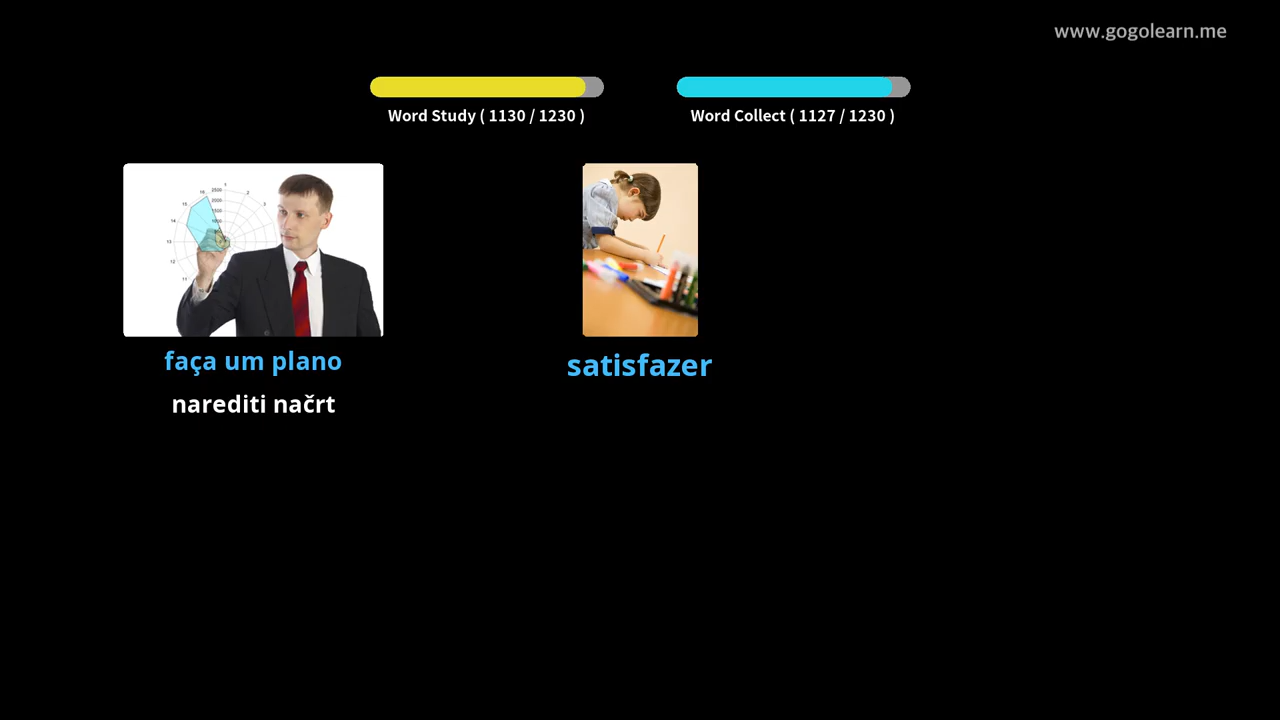 www.gogolearn.me
Word Study ( 1130 / 1230 )
Word Collect ( 1127 / 1230 )
faça um plano
narediti načrt
satisfazer